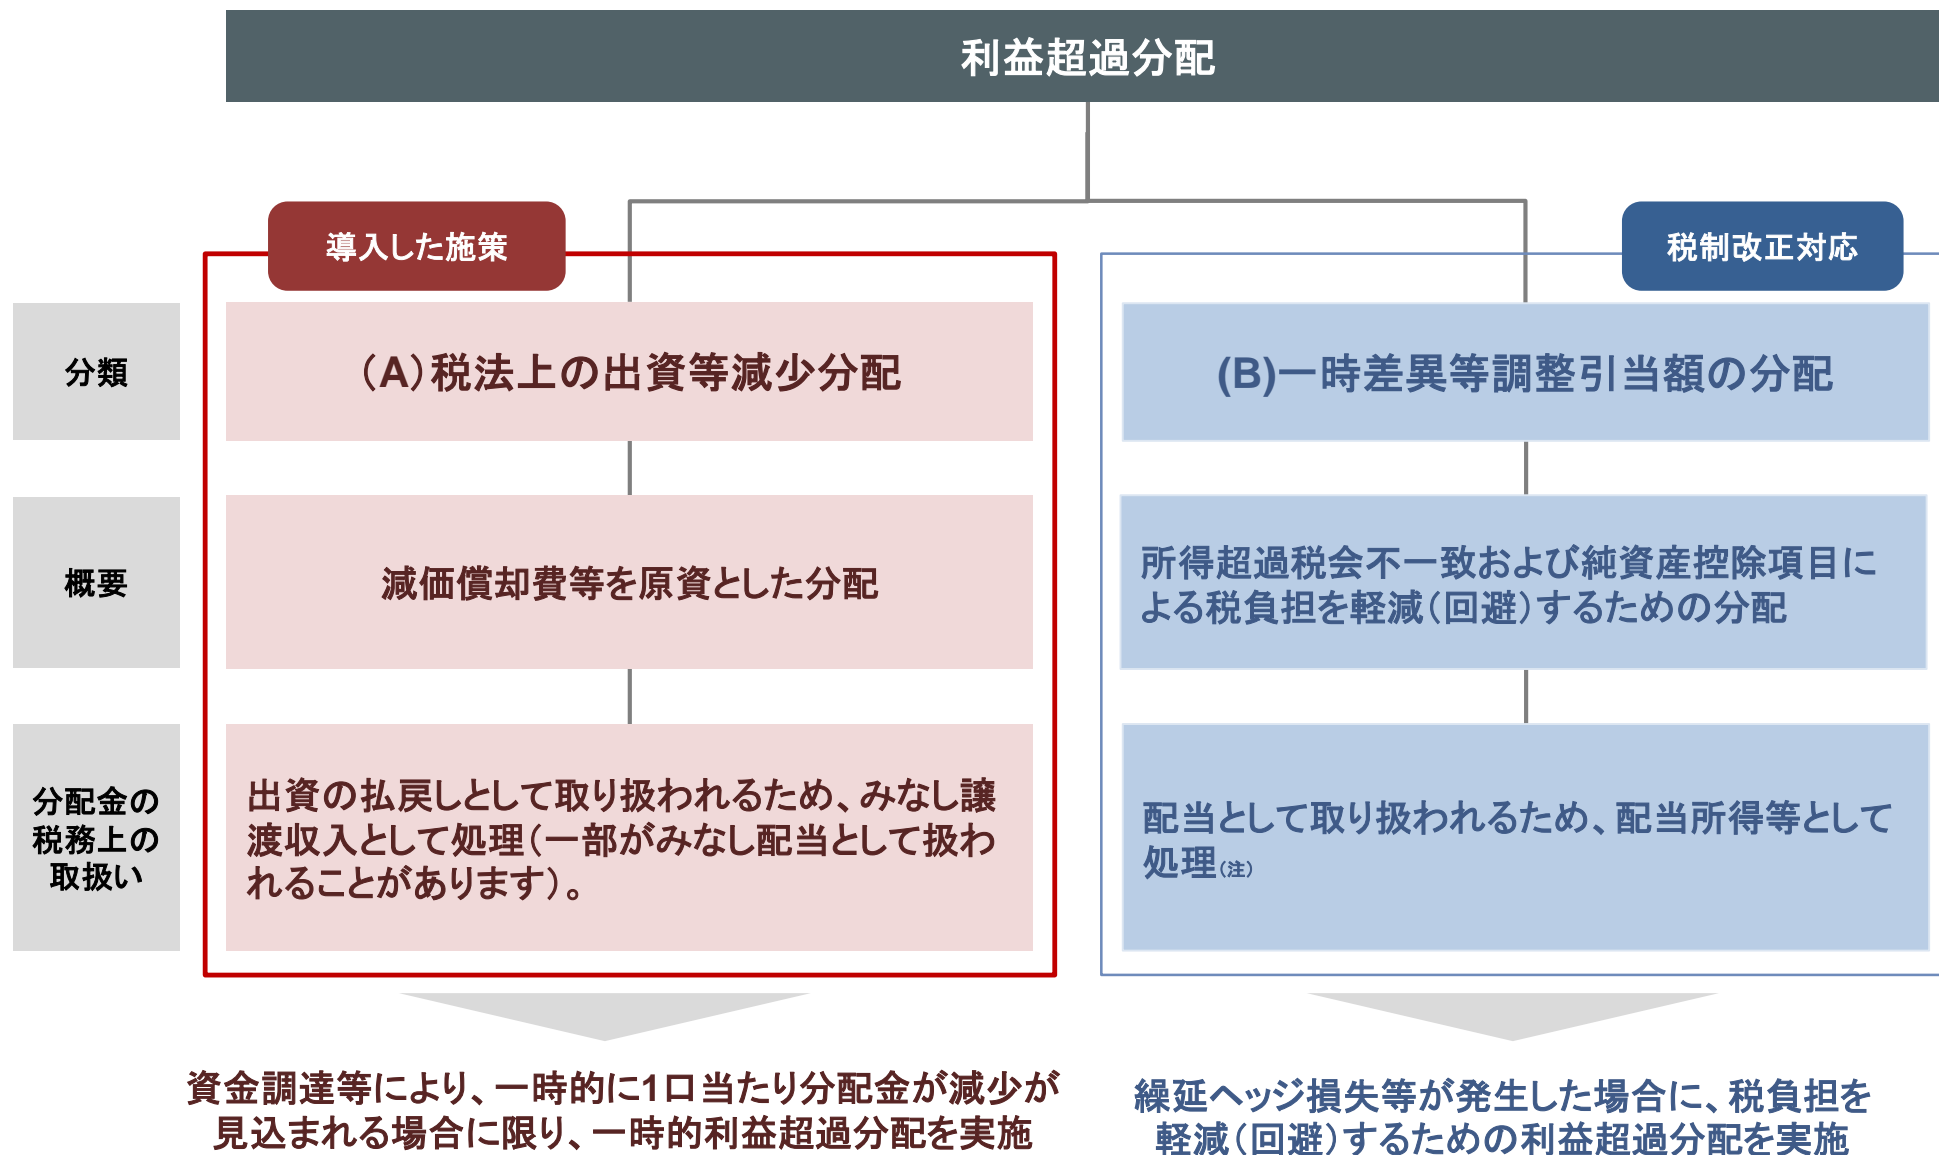 利益超過分配
導入した施策
税制改正対応
分類
（A）税法上の出資等減少分配
(B)一時差異等調整引当額の分配
概要
減価償却費等を原資とした分配
所得超過税会不一致および純資産控除項目に
よる税負担を軽減（回避）するための分配
分配金の
税務上の
取扱い
出資の払戻しとして取り扱われるため、みなし譲
渡収入として処理（一部がみなし配当として扱わ
れることがあります）。
配当として取り扱われるため、配当所得等として
処理（注）
資金調達等により、一時的に1口当たり分配金が減少が
見込まれる場合に限り、一時的利益超過分配を実施
繰延ヘッジ損失等が発生した場合に、税負担を
軽減（回避）するための利益超過分配を実施